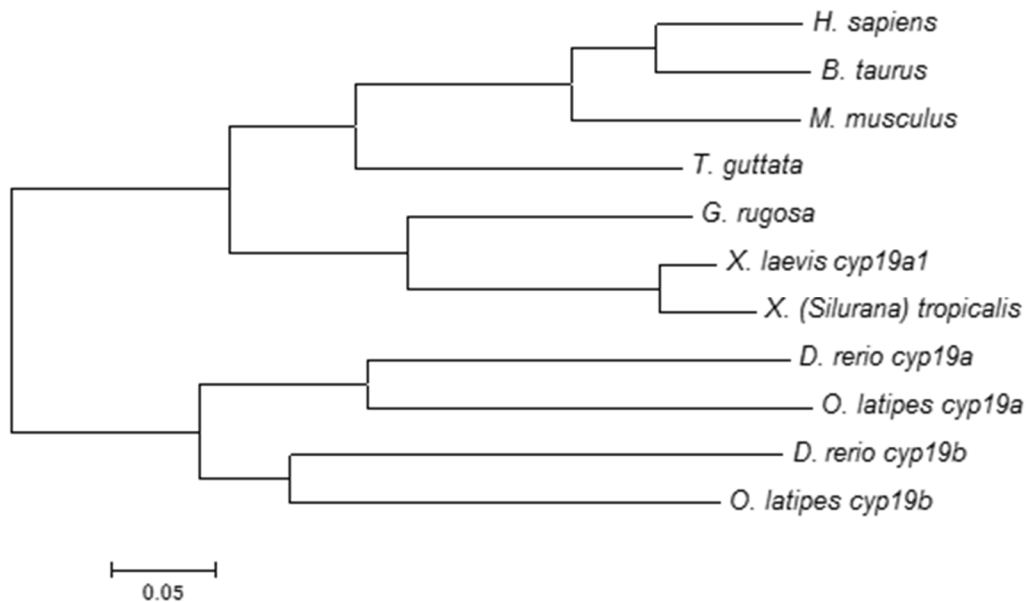 H. sapiens
B. taurus
M. musculus
T. guttata
G. rugosa
X. laevis cyp19a1
X. (Silurana) tropicalis
D. rerio cyp19a
O. latipes cyp19a
D. rerio cyp19b
O. latipes cyp19b
0.05